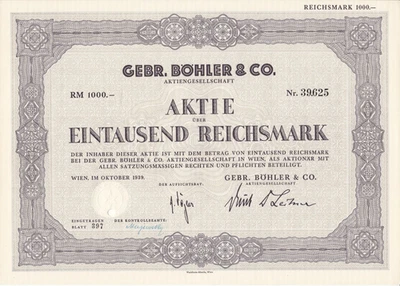 REICHSMARK 1000.—
GEBR. BÖHLER & CO.
AKTIENGESELLSCHAFT
RM 1000.— Nr. 39625
AKTIE
ÜBER
EINTAUSEND REICHSMARK
DER INHABER DIESER AKTIE IST MIT DEM BETRAG VON EINTAUSEND REICHSMARK
BEI DER GEBR. BÖHLER & CO. AKTIENGESELLSCHAFT IN WIEN, ALS AKTIONÄR MIT
ALLEN SATZUNGSMÄSSIGEN RECHTEN UND PFLICHTEN BETEILIGT.
WIEN, IM OKTOBER 1939.
DER AUFSICHTSRAT. GEBR. BÖHLER & CO.
AKTIENGESELLSCHAFT
EINGETRAGEN DER KONTROLLBEAMTE:
BLATT 397